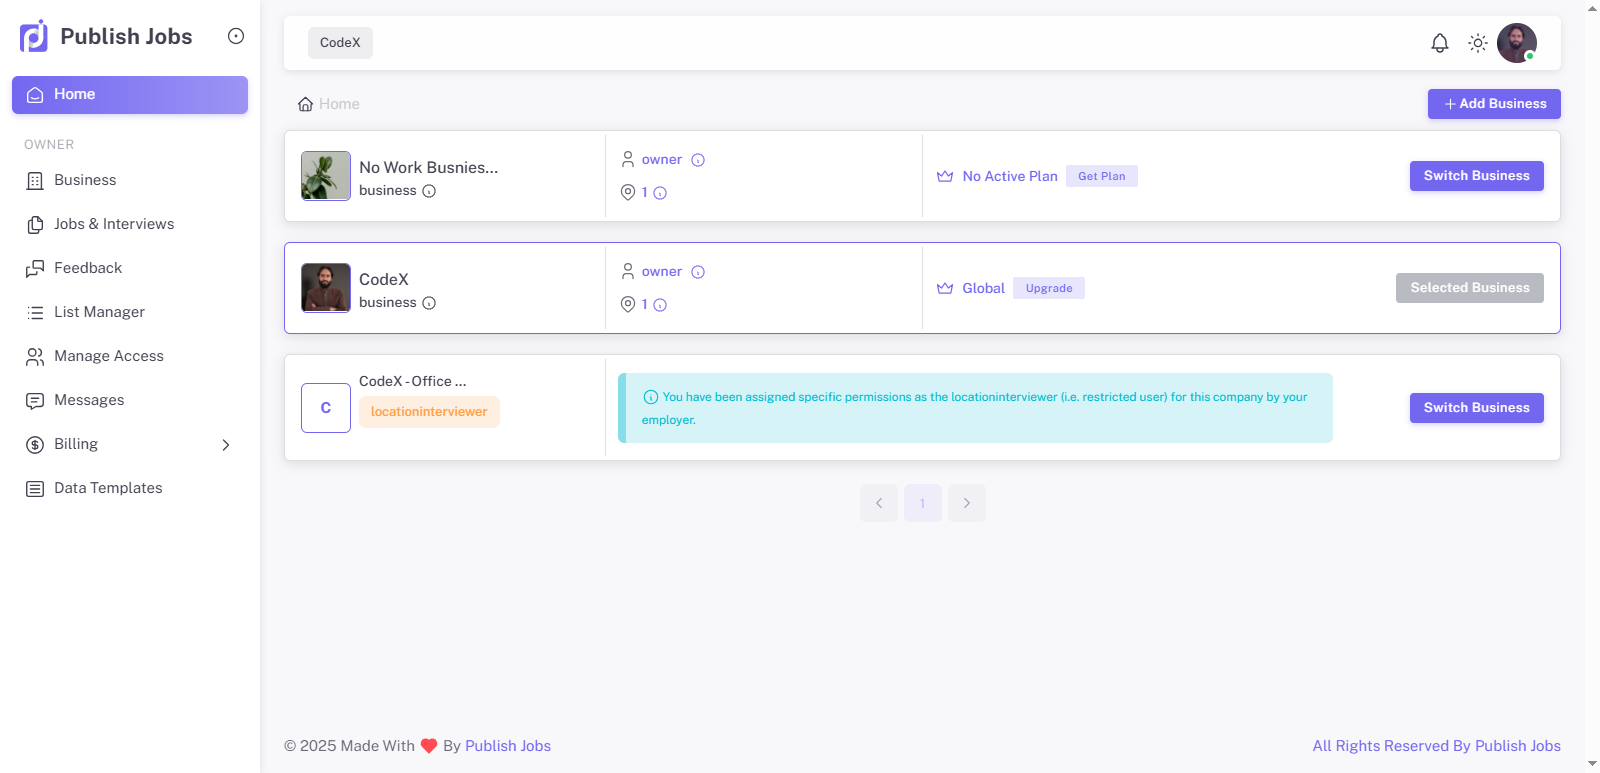 Publish Jobs
Home
OWNER
Business
Jobs & Interviews
Feedback
List Manager
Manage Access
Messages
Billing
Data Templates
CodeX
Home
Add Business
No Work Busnies...
business
owner
1
No Active Plan
Get Plan
Switch Business
CodeX
business
owner
1
Global
Upgrade
Selected Business
C
CodeX - Office ...
locationinterviewer
You have been assigned specific permissions as the locationinterviewer (i.e. restricted user) for this company by your
employer.
Switch Business
1
© 2025 Made With ❤ By Publish Jobs
All Rights Reserved By Publish Jobs